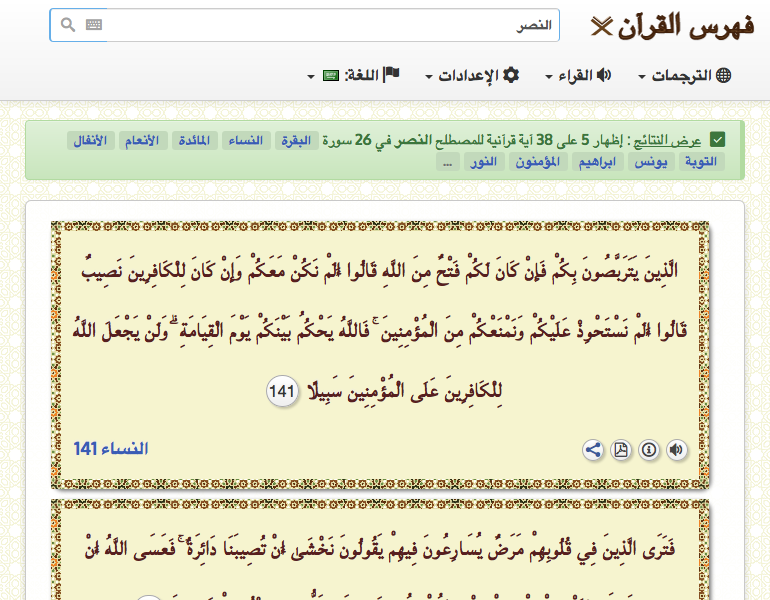 فهرس القرآن
النصر
الترجمات
القراء
الإعدادات
اللغة:
عرض النتائج : إظهار 5 على 38 آية قرآنية للمصطلح النصر في 26 سورة البقرة النساء المائدة الأنعام الأنفال
التوبة يونس ابراهيم المؤمنون النور ...
الَّذِينَ يَتَرَبَّصُونَ بِكُمْ فَإِنْ كَانَ لَكُمْ فَتْحٌ مِنَ اللَّهِ قَالُوا أَلَمْ نَكُنْ مَعَكُمْ وَإِنْ كَانَ لِلْكَافِرِينَ نَصِيبٌ
قَالُوا أَلَمْ نَسْتَحْوِذْ عَلَيْكُمْ وَنَمْنَعْكُمْ مِنَ الْمُؤْمِنِينَ ۚ فَاللَّهُ يَحْكُمُ بَيْنَكُمْ يَوْمَ الْقِيَامَةِ ۗ وَلَنْ يَجْعَلَ اللَّهُ
لِلْكَافِرِينَ عَلَى الْمُؤْمِنِينَ سَبِيلًا 141
النساء 141
فَتَرَى الَّذِينَ فِي قُلُوبِهِمْ مَرَضٌ يُسَارِعُونَ فِيهِمْ يَقُولُونَ نَخْشَىٰ أَنْ تُصِيبَنَا دَائِرَةٌ ۚ فَعَسَى اللَّهُ أَنْ